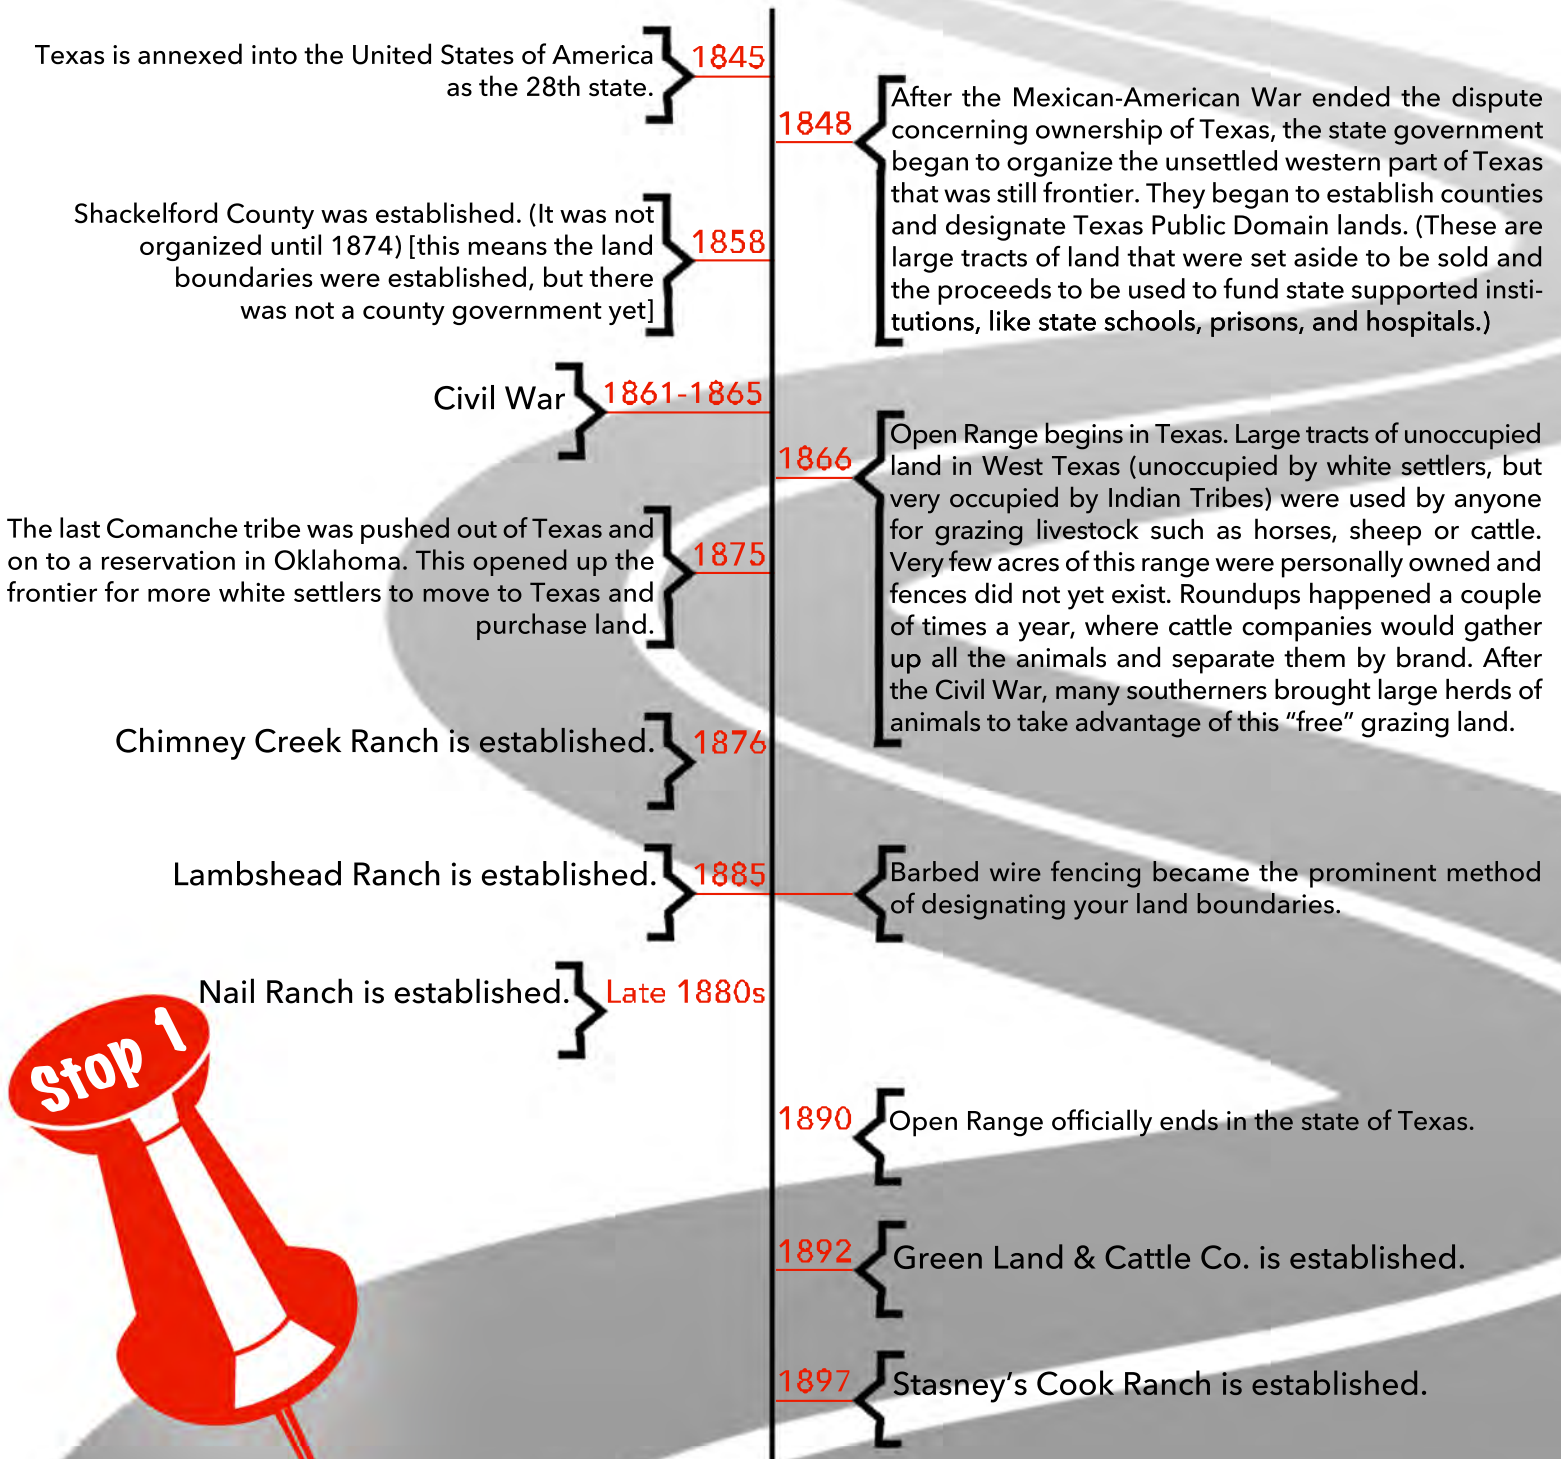 Texas is annexed into the United States of America
as the 28th state.
1845
1848
After the Mexican-American War ended the dispute
concerning ownership of Texas, the state government
began to organize the unsettled western part of Texas
that was still frontier. They began to establish counties
and designate Texas Public Domain lands. (These are
large tracts of land that were set aside to be sold and
the proceeds to be used to fund state supported insti-
tutions, like state schools, prisons, and hospitals.)
Shackelford County was established. (It was not
organized until 1874) [this means the land
boundaries were established, but there
was not a county government yet]
1858
Civil War
1861-1865
1866
Open Range begins in Texas. Large tracts of unoccupied
land in West Texas (unoccupied by white settlers, but
very occupied by Indian Tribes) were used by anyone
for grazing livestock such as horses, sheep or cattle.
Very few acres of this range were personally owned and
fences did not yet exist. Roundups happened a couple
of times a year, where cattle companies would gather
up all the animals and separate them by brand. After
the Civil War, many southerners brought large herds of
animals to take advantage of this “free” grazing land.
The last Comanche tribe was pushed out of Texas and
on to a reservation in Oklahoma. This opened up the
frontier for more white settlers to move to Texas and
purchase land.
1875
Chimney Creek Ranch is established.
1876
Lambshead Ranch is established.
1885
Barbed wire fencing became the prominent method
of designating your land boundaries.
Nail Ranch is established.
Late 1880s
Stop 1
1890
Open Range officially ends in the state of Texas.
1892
Green Land & Cattle Co. is established.
1897
Stasney’s Cook Ranch is established.